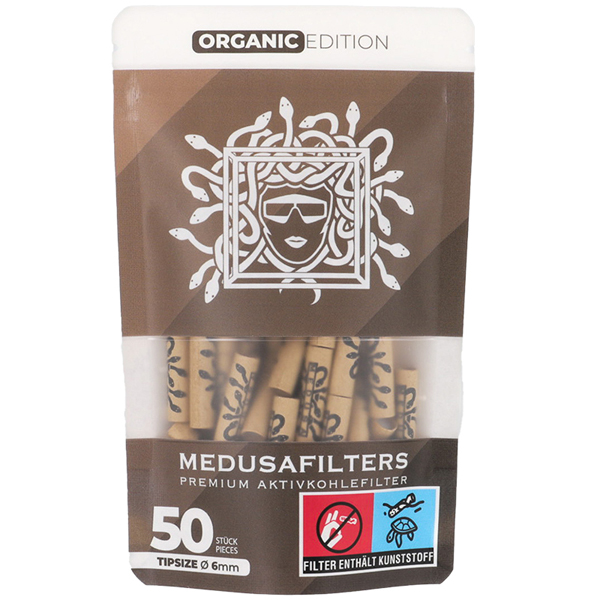 ORGANIC EDITION
MEDUSAFILTERS
PREMIUM AKTIVKOHLEFILTER
50 STÜCK
PIECES
TIPSIZE Ø 6mm
FILTER ENTHÄLT KUNSTSTOFF